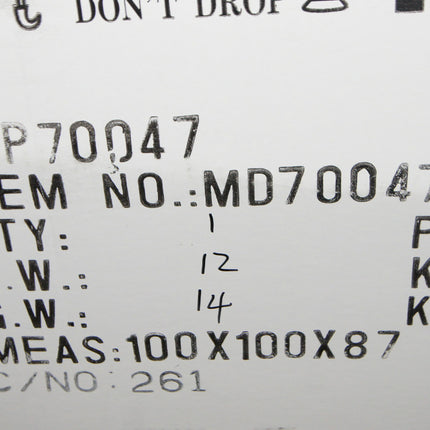 DON'T DROP
P70047
EM NO.:MD70047
TY: 1 P
.W.: 12 K
G.W.: 14 K
MEAS:100X100X87
C/NO:261